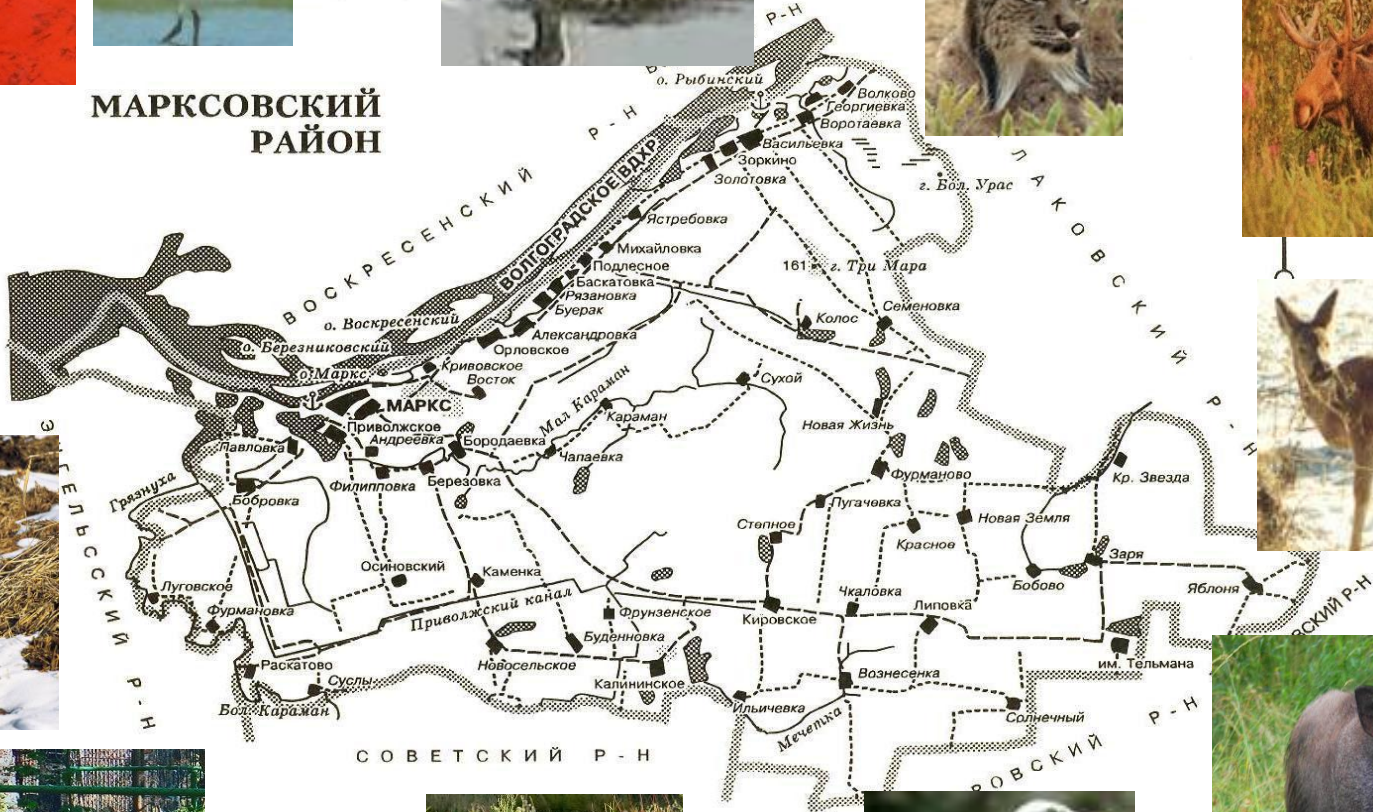 МАРКСОВСКИЙ
РАЙОН
Р-Н
о. Рыбинский
Волково
Георгиевка
Воротаевка
Васильевка
Зоркино
Золотовка
г. Бол. Урас
ВОСКРЕСЕНСКИЙ Р-Н
ВОЛГОГРАДСКОЕ ВДХР.
Ястребовка
Михайловка
Подлесное
161 г. Три Мара
Баскатовка
Рязановка
Буерак
Семеновка
Колос
о. Воскресенский
Александровка
о. Березниковский
Орловское
Кривовское
о. Маркс
Восток
Сухой
МАРКС
Мал Караман
Караман
Приволжское
Андреевка
Бородаевка
Новая Жизнь
Павловка
Чапаевка
Филипповка
Березовка
Фурманово
Кр. Звезда
Грязнуха
Бобровка
Пугачевка
Новая Земля
Степное
Красное
Заря
Осиновский
Каменка
Бобово
Яблоня
Луговское
Приволжский канал
Чкаловка
Фурмановка
Фрунзенское
Кировское
Липовка
Буденновка
им. Тельмана
Раскатово
Новосельское
Вознесенка
Суслы
Калининское
Бол. Караман
Ильичевка
Солнечный
Мечетка
СОВЕТСКИЙ Р-Н
ЛАКОВСКИЙ Р-Н
ЭНГЕЛЬССКИЙ Р-Н
РОВСКИЙ Р-Н
ОВСКИЙ Р-Н